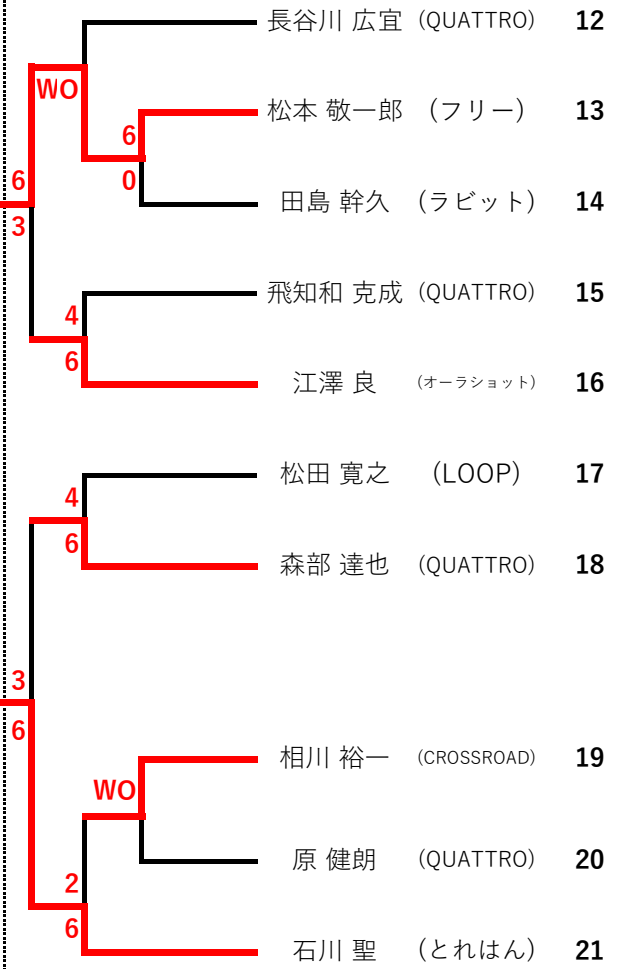 長谷川 広宜 (QUATTRO) 12
WO
松本 敬一郎 (フリー) 13
6
0
田島 幹久 (ラビット) 14
6
3
飛知和 克成 (QUATTRO) 15
4
6
江澤 良 (オーラショット) 16
松田 寛之 (LOOP) 17
4
6
森部 達也 (QUATTRO) 18
3
6
相川 裕一 (CROSSROAD) 19
WO
原 健朗 (QUATTRO) 20
2
6
石川 聖 (とれはん) 21